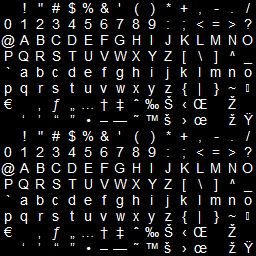 ! " # $ % & ' ( ) * + , - . /
0 1 2 3 4 5 6 7 8 9 : ; < = > ?
@ A B C D E F G H I J K L M N O
P Q R S T U V W X Y Z [ \ ] ^ _
` a b c d e f g h i j k l m n o
p q r s t u v w x y z { | } ~ ▯
€ ‚ ƒ „ … † ‡ ˆ ‰ Š ‹ Œ Ž
‘ ’ “ ” • – — ˜ ™ š › œ ž Ÿ
! " # $ % & ' ( ) * + , - . /
0 1 2 3 4 5 6 7 8 9 : ; < = > ?
@ A B C D E F G H I J K L M N O
P Q R S T U V W X Y Z [ \ ] ^ _
` a b c d e f g h i j k l m n o
p q r s t u v w x y z { | } ~ ▯
€ ‚ ƒ „ … † ‡ ˆ ‰ Š ‹ Œ Ž
‘ ’ “ ” • – — ˜ ™ š › œ ž Ÿ